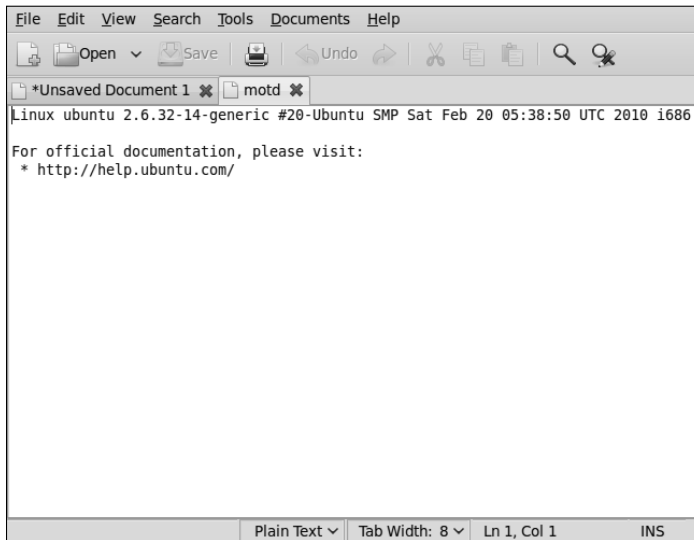 File Edit View Search Tools Documents Help
Open Save Undo
*Unsaved Document 1 motd
Linux ubuntu 2.6.32-14-generic #20-Ubuntu SMP Sat Feb 20 05:38:50 UTC 2010 i686
For official documentation, please visit:
* http://help.ubuntu.com/
Plain Text Tab Width: 8 Ln 1, Col 1 INS